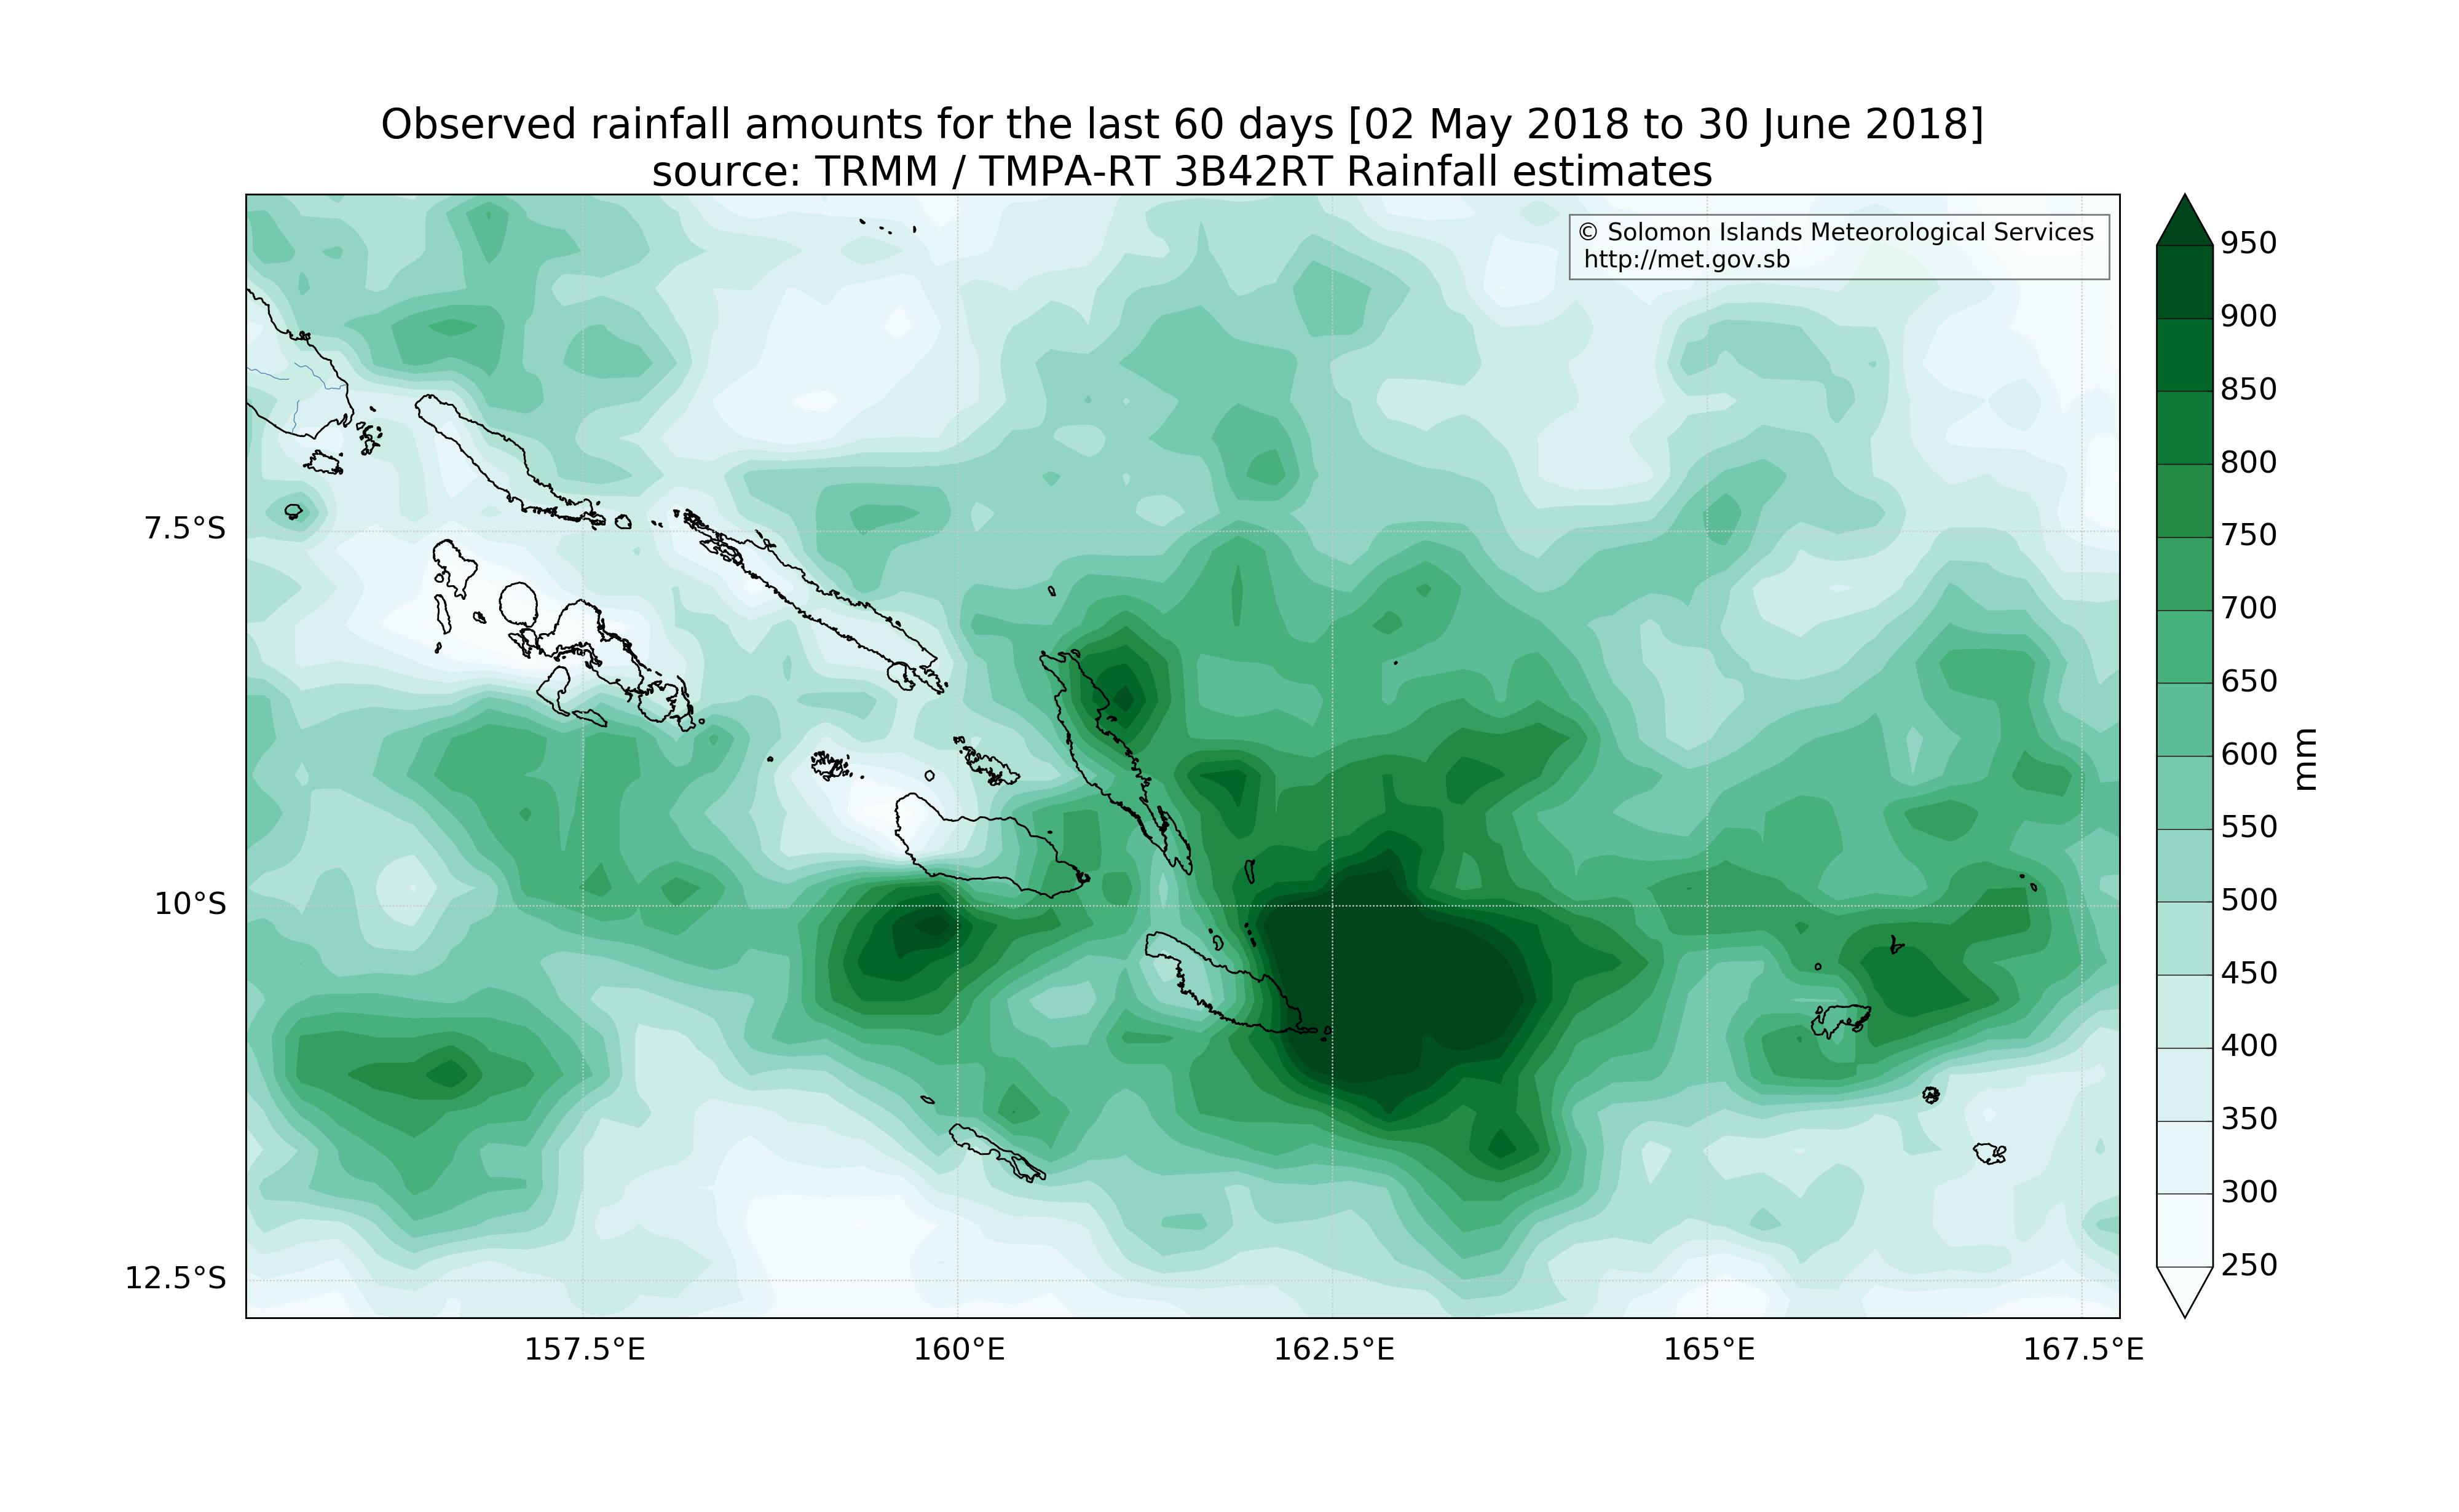 Observed rainfall amounts for the last 60 days [02 May 2018 to 30 June 2018]
source: TRMM / TMPA-RT 3B42RT Rainfall estimates
© Solomon Islands Meteorological Services
http://met.gov.sb
7.5°S
10°S
12.5°S
157.5°E
160°E
162.5°E
165°E
167.5°E
950
900
850
800
750
700
650
600
550
500
450
400
350
300
250
mm